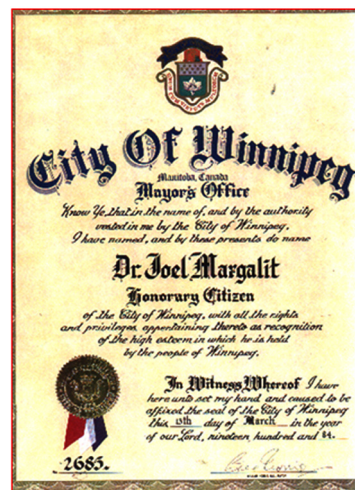 City Of Winnipeg
Manitoba, Canada
Mayor's Office
Know Ye, that in the name of, and by the authority
vested in me by the City of Winnipeg,
I have named, and by these presents do name
Dr. Joel Margalit
Honorary Citizen
of the City of Winnipeg, with all the rights
and privileges appertaining thereto as recognition
of the high esteem in which he is held
by the people of Winnipeg.
In Witness Whereof I have
here unto set my hand and caused to be
affixed the seal of the City of Winnipeg
this 15th day of March in the year
of our Lord, nineteen hundred and 84.
2685.